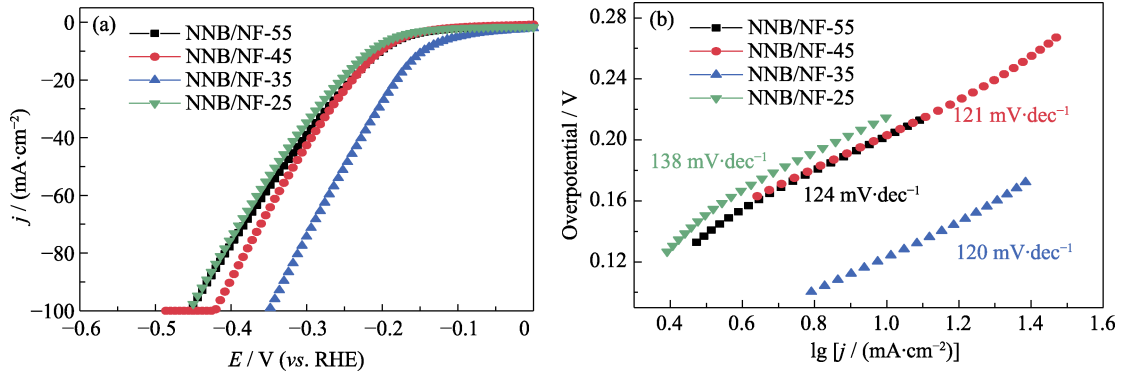 (a)
NNB/NF-55
NNB/NF-45
NNB/NF-35
NNB/NF-25
0
−20
−40
−60
−80
−100
j / (mA·cm⁻²)
−0.6
−0.5
−0.4
−0.3
−0.2
−0.1
0
E / V (vs. RHE)
(b)
NNB/NF-55
NNB/NF-45
NNB/NF-35
NNB/NF-25
0.28
0.24
0.20
0.16
0.12
Overpotential / V
121 mV·dec⁻¹
138 mV·dec⁻¹
124 mV·dec⁻¹
120 mV·dec⁻¹
0.4
0.6
0.8
1.0
1.2
1.4
1.6
lg [j / (mA·cm⁻²)]